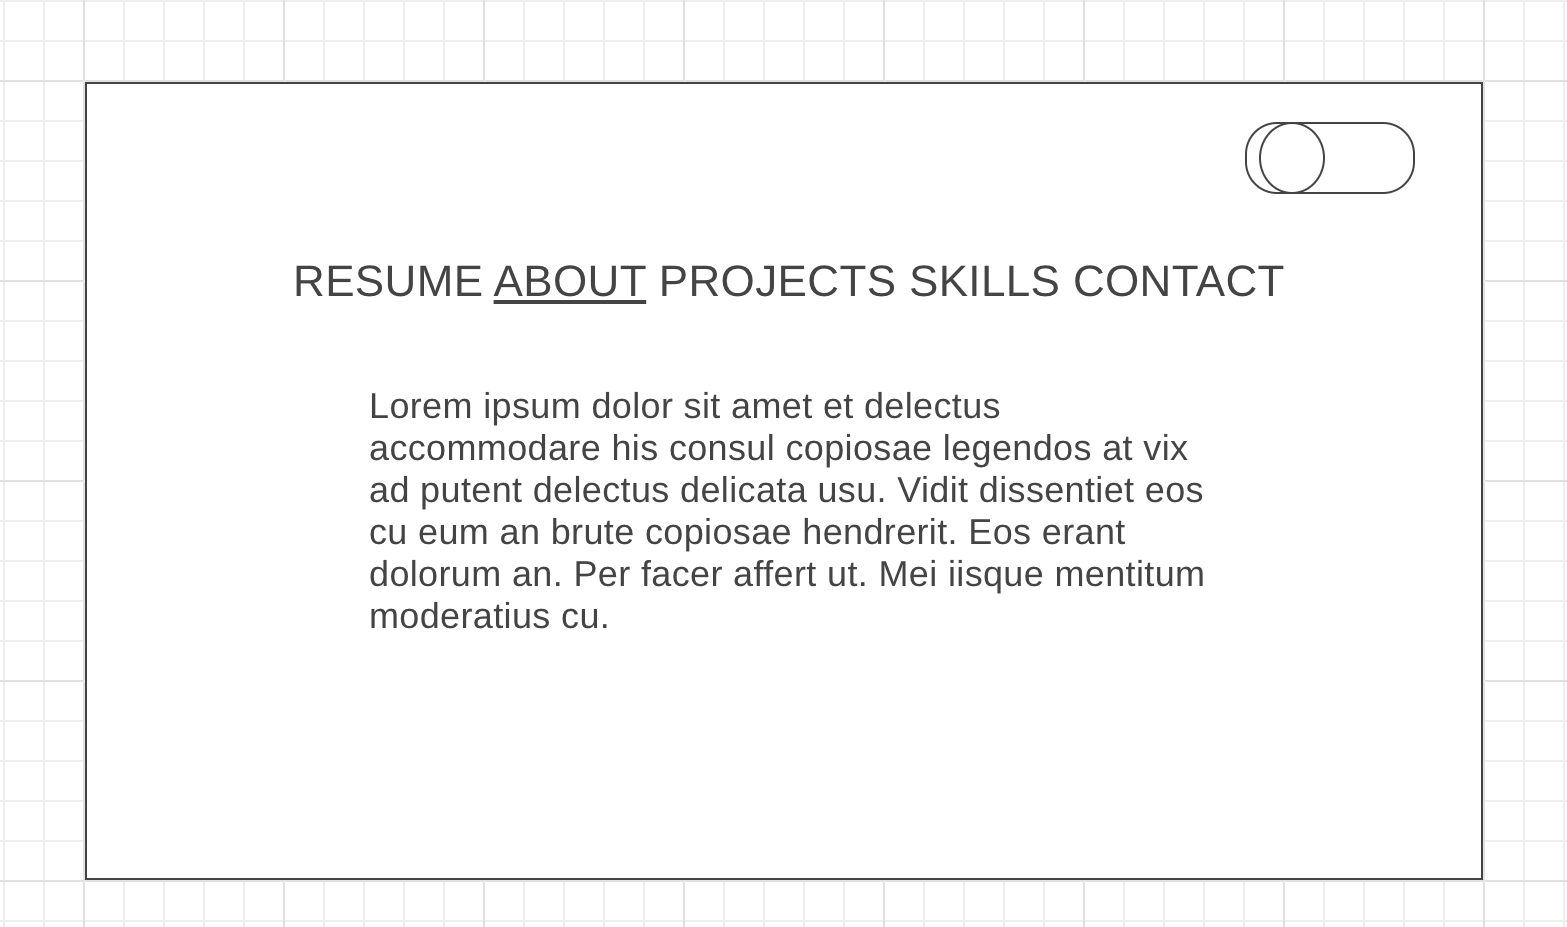 RESUME ABOUT PROJECTS SKILLS CONTACT
Lorem ipsum dolor sit amet et delectus
accommodare his consul copiosae legendos at vix
ad putent delectus delicata usu. Vidit dissentiet eos
cu eum an brute copiosae hendrerit. Eos erant
dolorum an. Per facer affert ut. Mei iisque mentitum
moderatius cu.